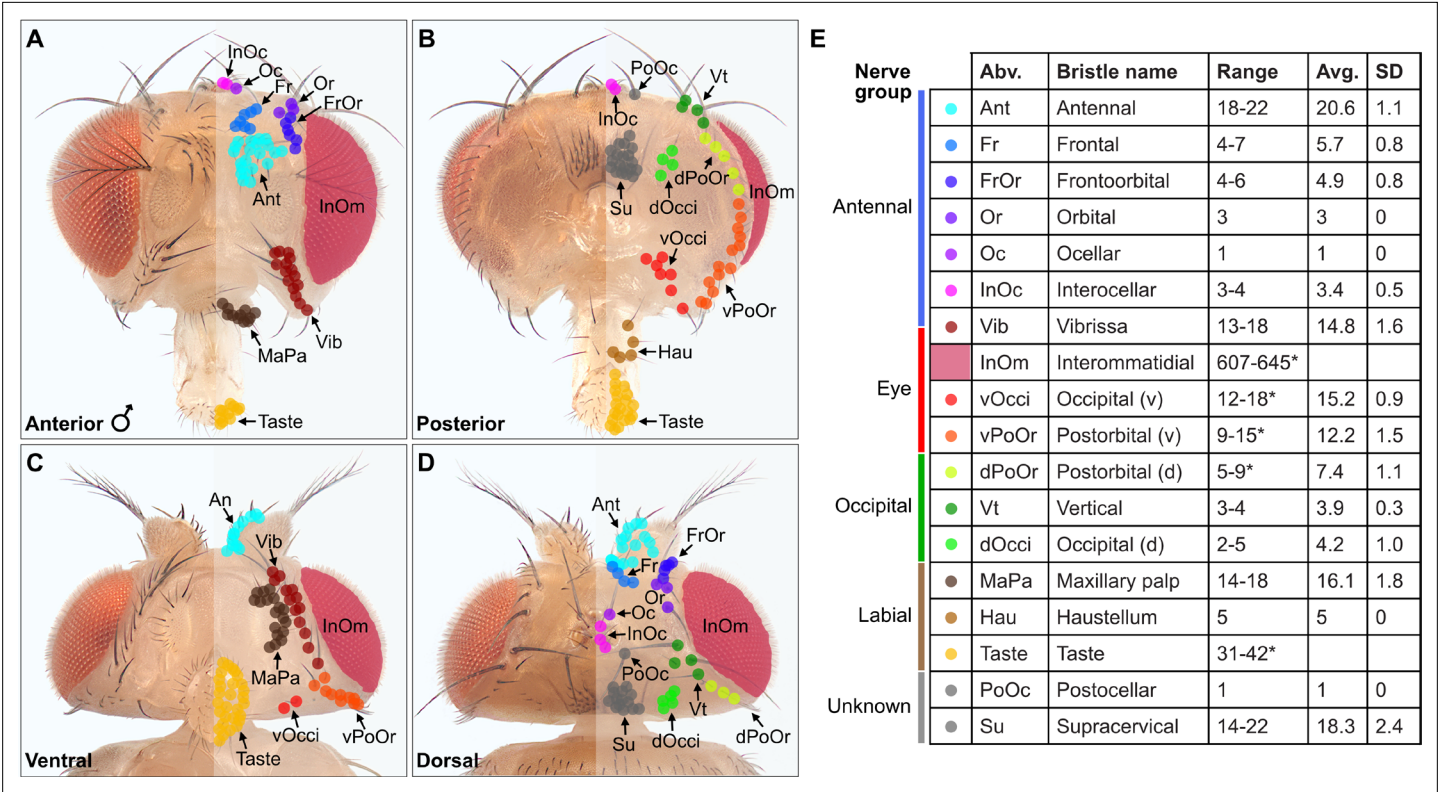 A
InOc
Oc
Fr
Or
FrOr
Ant
InOm
Vib
MaPa
Taste
Anterior ♂
B
PoOc
Vt
InOc
dPoOr
InOm
Su
dOcci
vOcci
vPoOr
Hau
Taste
Posterior
C
An
Vib
InOm
MaPa
vOcci
vPoOr
Taste
Ventral
D
Ant
FrOr
Fr
Or
Oc
InOc
InOm
PoOc
Vt
Su
dOcci
dPoOr
Dorsal
E
Nerve
group
Abv. Bristle name Range Avg. SD
Antennal
Ant Antennal 18-22 20.6 1.1
Fr Frontal 4-7 5.7 0.8
FrOr Frontoorbital 4-6 4.9 0.8
Or Orbital 3 3 0
Oc Ocellar 1 1 0
InOc Interocellar 3-4 3.4 0.5
Vib Vibrissa 13-18 14.8 1.6
Eye
InOm Interommatidial 607-645*
vOcci Occipital (v) 12-18* 15.2 0.9
vPoOr Postorbital (v) 9-15* 12.2 1.5
Occipital
dPoOr Postorbital (d) 5-9* 7.4 1.1
Vt Vertical 3-4 3.9 0.3
dOcci Occipital (d) 2-5 4.2 1.0
Labial
MaPa Maxillary palp 14-18 16.1 1.8
Hau Haustellum 5 5 0
Taste Taste 31-42*
Unknown
PoOc Postocellar 1 1 0
Su Supracervical 14-22 18.3 2.4